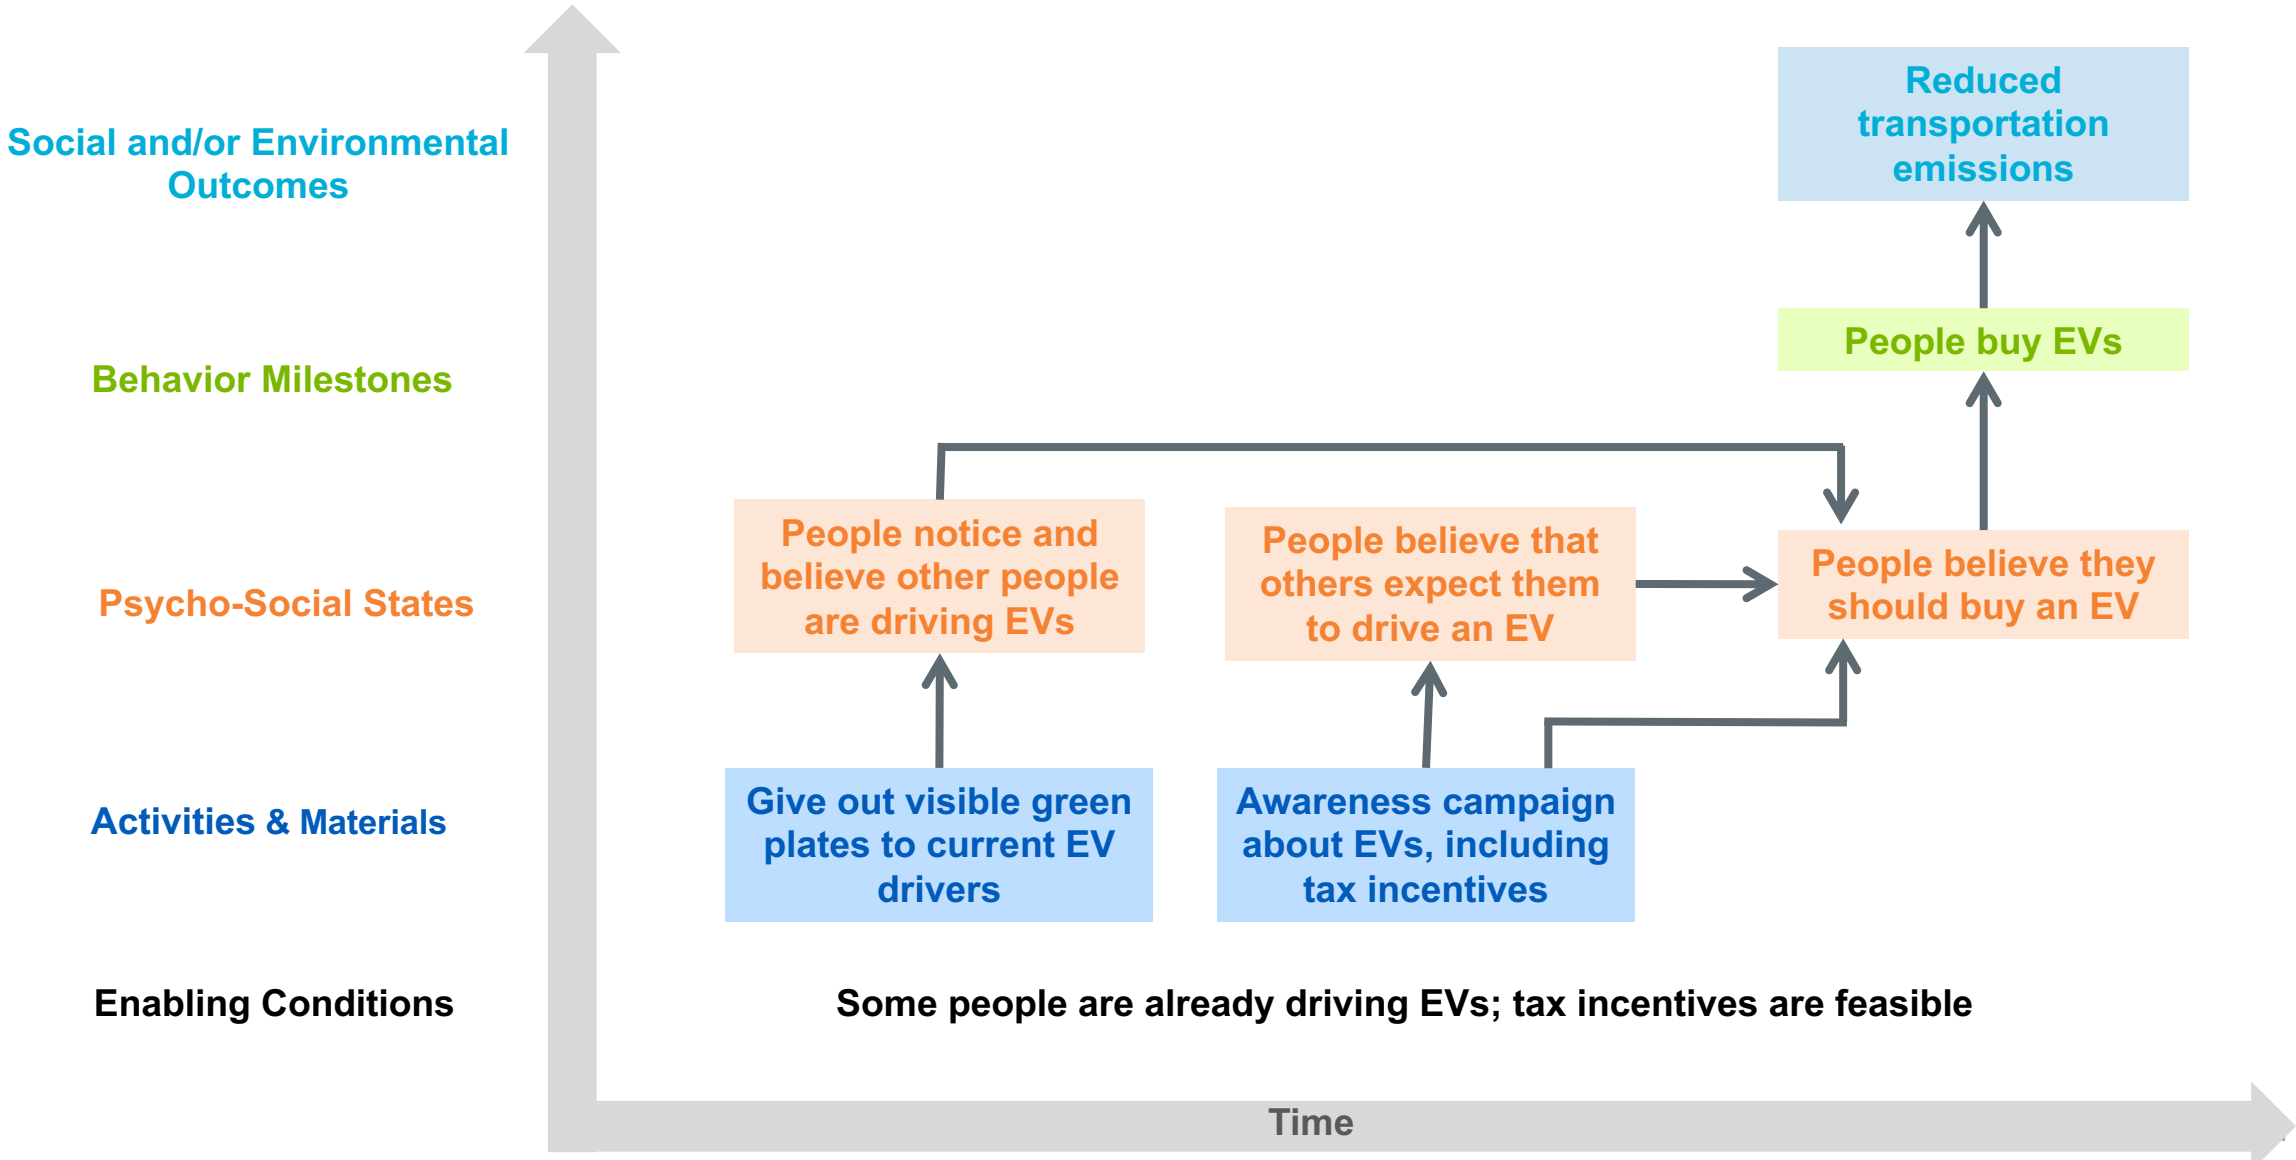 Reduced
transportation
emissions
Social and/or Environmental
Outcomes
People buy EVs
Behavior Milestones
People notice and
believe other people
are driving EVs
People believe that
others expect them
to drive an EV
People believe they
should buy an EV
Psycho-Social States
Give out visible green
plates to current EV
drivers
Awareness campaign
about EVs, including
tax incentives
Activities & Materials
Enabling Conditions
Some people are already driving EVs; tax incentives are feasible
Time